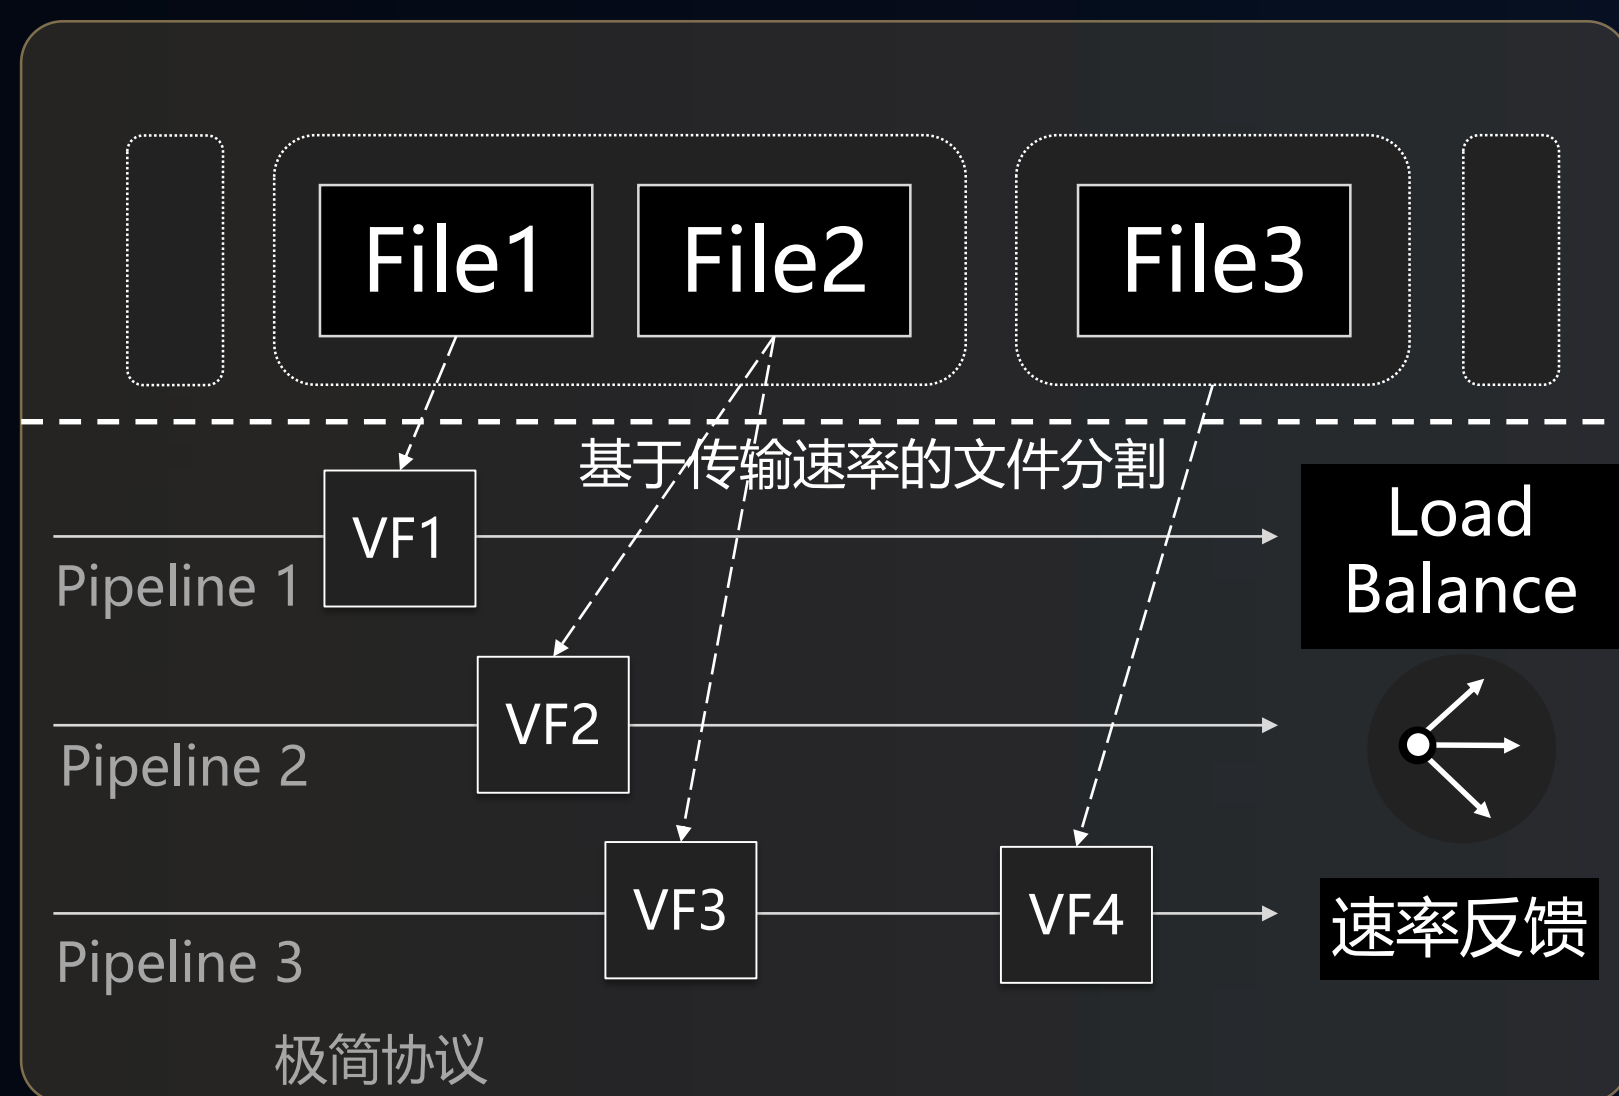 File1
File2
File3
基于传输速率的文件分割
Load
Balance
VF1
Pipeline 1
VF2
Pipeline 2
VF3
VF4
速率反馈
Pipeline 3
极简协议